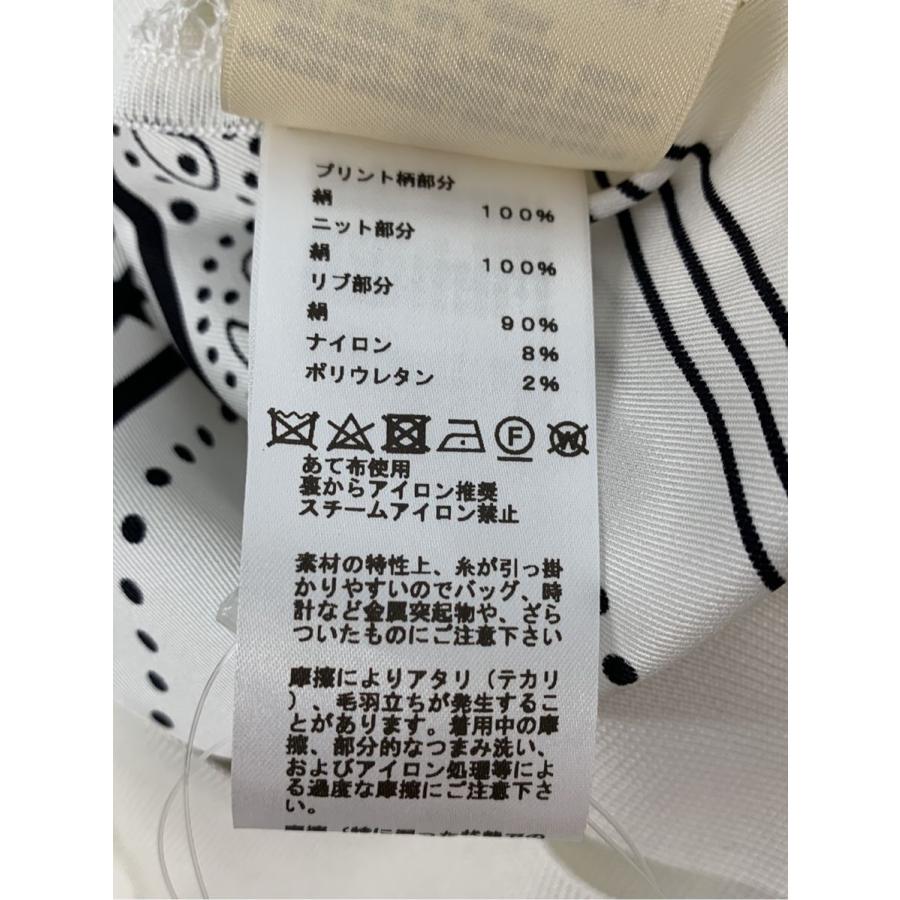 プリント柄部分
絹 100%
ニット部分
絹 100%
リブ部分
絹 90%
ナイロン 8%
ポリウレタン 2%
F W
あて布使用
裏からアイロン推奨
スチームアイロン禁止
素材の特性上、糸が引っ掛
かりやすいのでバッグ、時
計など金属突起物や、ざら
ついたものにご注意下さい
摩擦によりアタリ（テカリ
）、毛羽立ちが発生するこ
とがあります。着用中の摩
擦、部分的なつまみ洗い、
およびアイロン処理等によ
る過度な摩擦にご注意下さ
い。